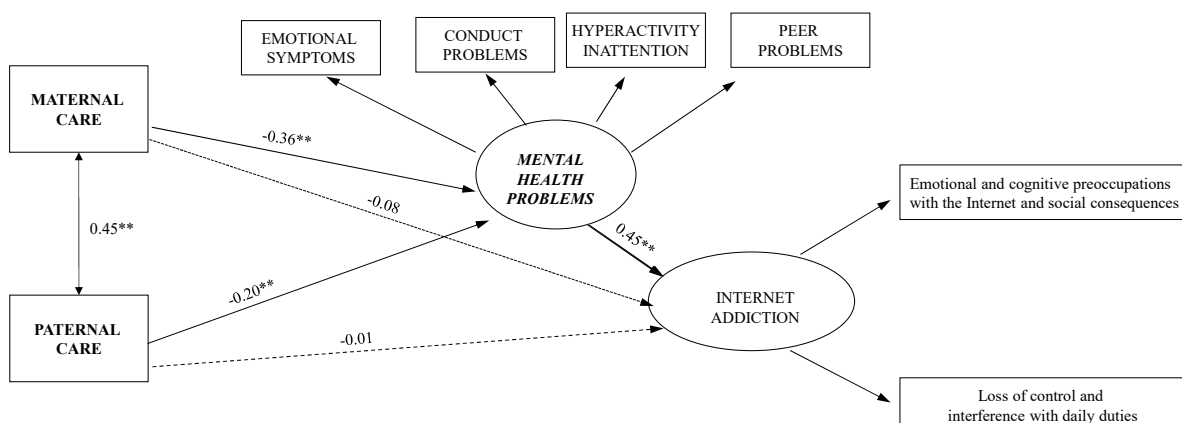 EMOTIONAL
SYMPTOMS
CONDUCT
PROBLEMS
HYPERACTIVITY
INATTENTION
PEER
PROBLEMS
MATERNAL
CARE
-0.36**
MENTAL
HEALTH
PROBLEMS
-0.08
0.45**
0.45**
Emotional and cognitive preoccupations
with the Internet and social consequences
-0.20**
INTERNET
ADDICTION
PATERNAL
CARE
-0.01
Loss of control and
interference with daily duties